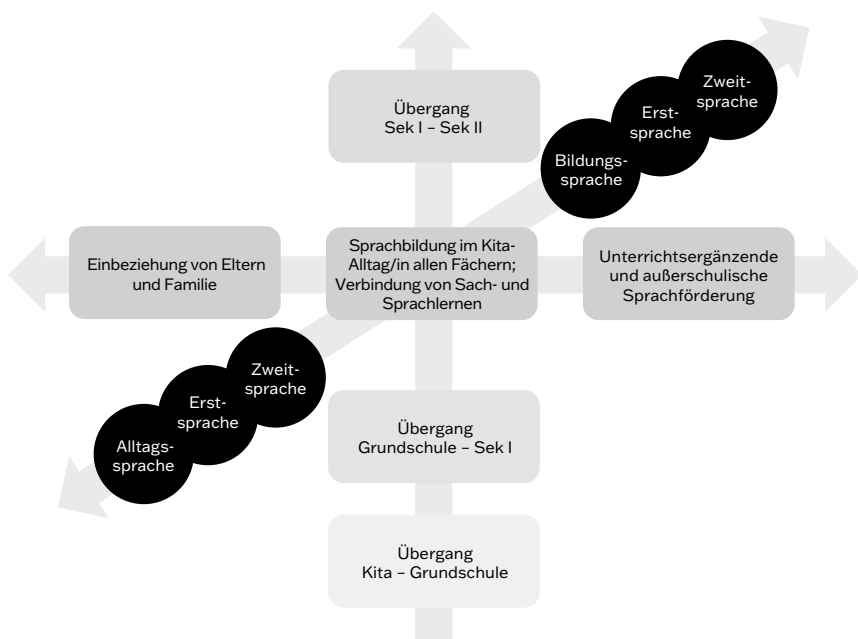 Übergang
Sek I – Sek II
Zweit-
sprache
Erst-
sprache
Bildungs-
sprache
Einbeziehung von Eltern
und Familie
Sprachbildung im Kita-
Alltag/in allen Fächern;
Verbindung von Sach- und
Sprachlernen
Unterrichtsergänzende
und außerschulische
Sprachförderung
Zweit-
sprache
Erst-
sprache
Alltags-
sprache
Übergang
Grundschule – Sek I
Übergang
Kita – Grundschule